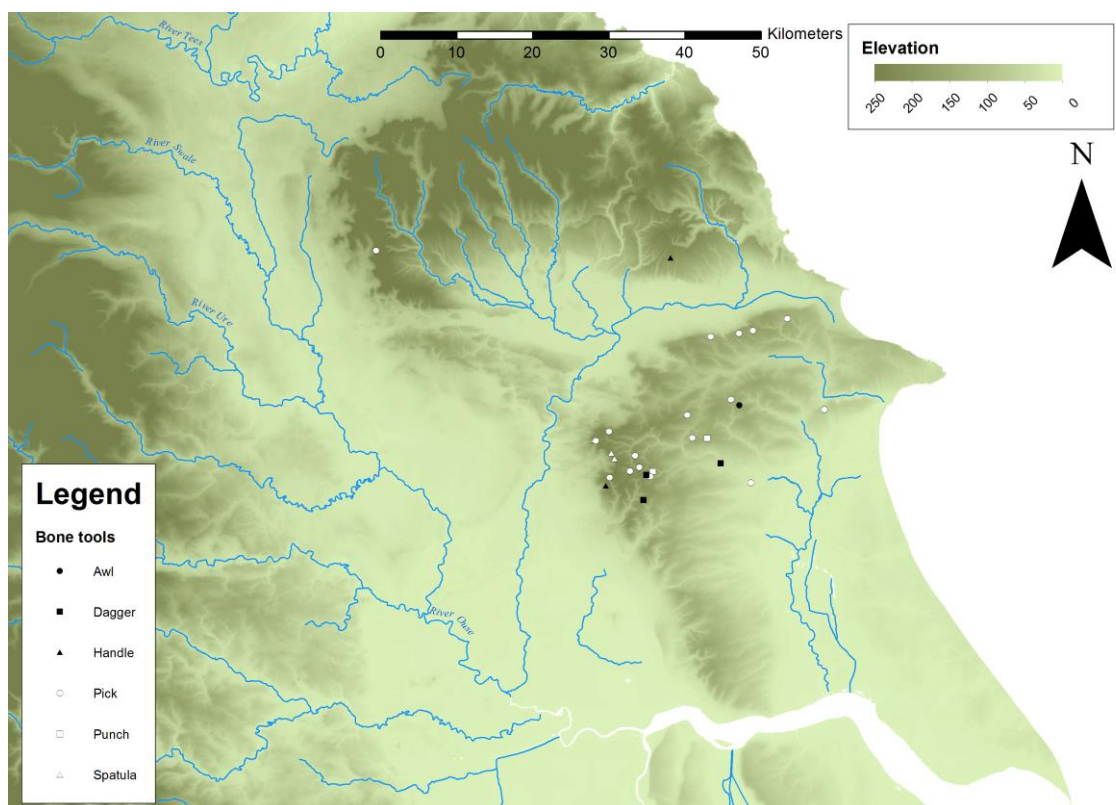 River Tees
Kilometers
0 10 20 30 40 50
Elevation
250 200 150 100 50 0
N
River Swale
River Ure
River Ouse
Legend
Bone tools
Awl
Dagger
Handle
Pick
Punch
Spatula